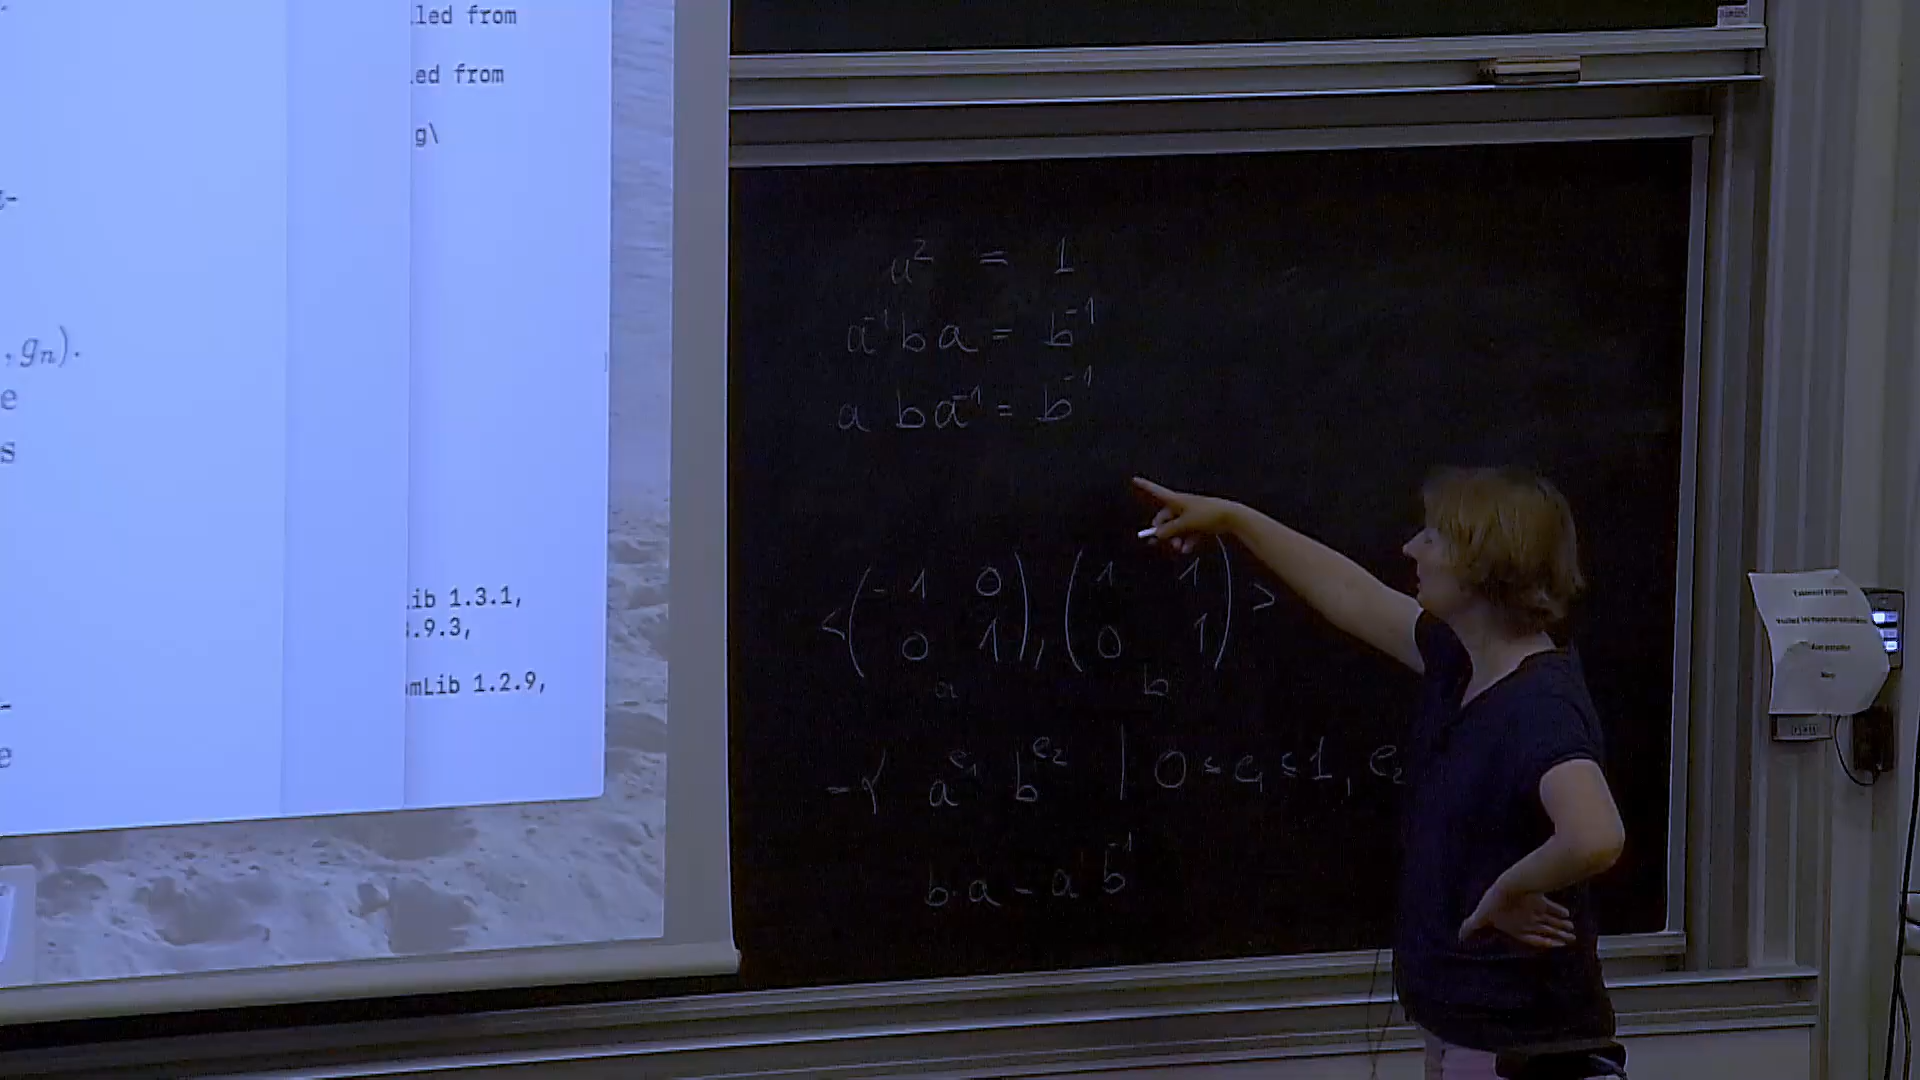 led from
ed from
g\
, gₙ).
e
s
ib 1.3.1,
.9.3,
mLib 1.2.9,
e
a² = 1
a⁻¹ b a = b⁻¹
a b a⁻¹ = b⁻¹
< ( -1 0
0 1 ) , ( 1 1
0 1 ) >
a b
a^e₁ b^e₂ | 0 ≤ e₁ ≤ 1, e₂
b·a = a b⁻¹